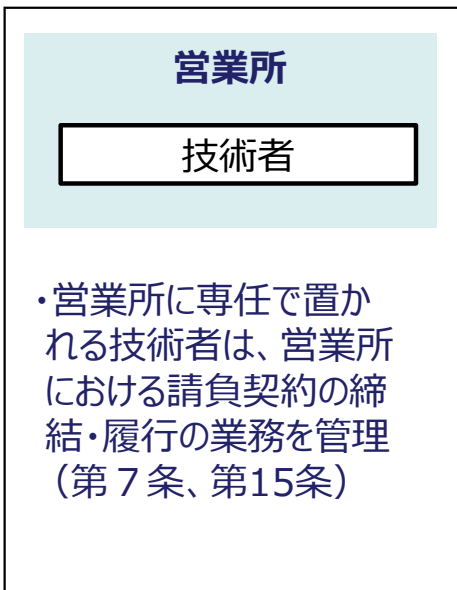 営業所
技術者
・営業所に専任で置か
れる技術者は、営業所
における請負契約の締
結・履行の業務を管理
（第７条、第15条）